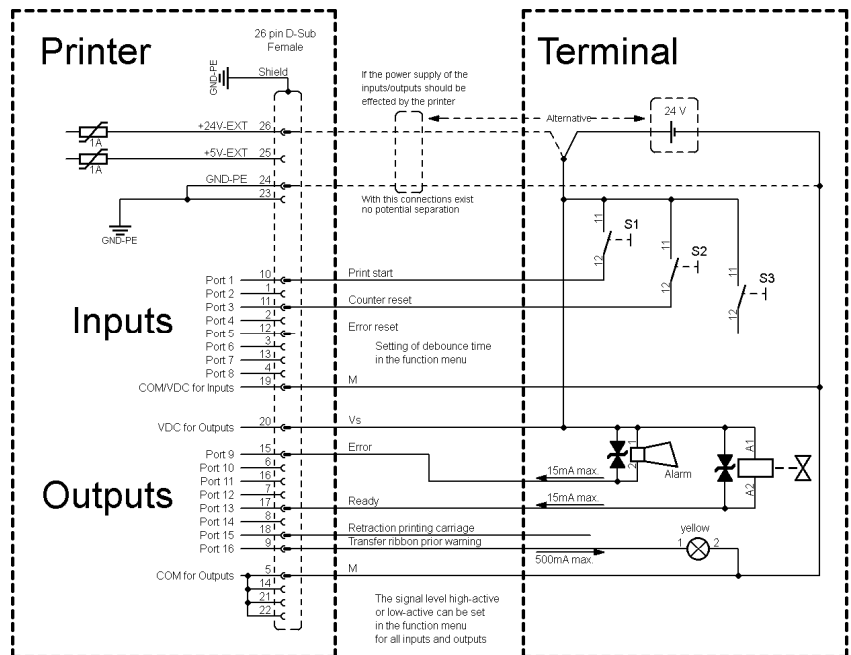 Printer
26 pin D-Sub
Female
Terminal
GND-PE
Shield
If the power supply of the
inputs/outputs should be
effected by the printer
Alternative
24 V
+24V-EXT 26
1A
+5V-EXT 25
1A
GND-PE 24
23
GND-PE
With this connections exist
no potential separation
11
12
S1
11
12
S2
11
12
S3
Inputs
Port 1 10 Print start
Port 2 1
Port 3 11 Counter reset
Port 4 2
Port 5 12 Error reset
Port 6 3
Port 7 13
Port 8 4
Setting of debounce time
in the function menu
COM/VDC for Inputs 19 M
VDC for Outputs 20 Vs
Outputs
Port 9 15 Error
Port 10 6
Port 11 16
Port 12 7
Port 13 17 Ready
Port 14 8
Port 15 18 Retraction printing carriage
Port 16 9 Transfer ribbon prior warning
1
2
Alarm
A1
A2
15mA max.
15mA max.
yellow
1 2
500mA max.
COM for Outputs 5 M
14
21
22
The signal level high-active
or low-active can be set
in the function menu
for all inputs and outputs